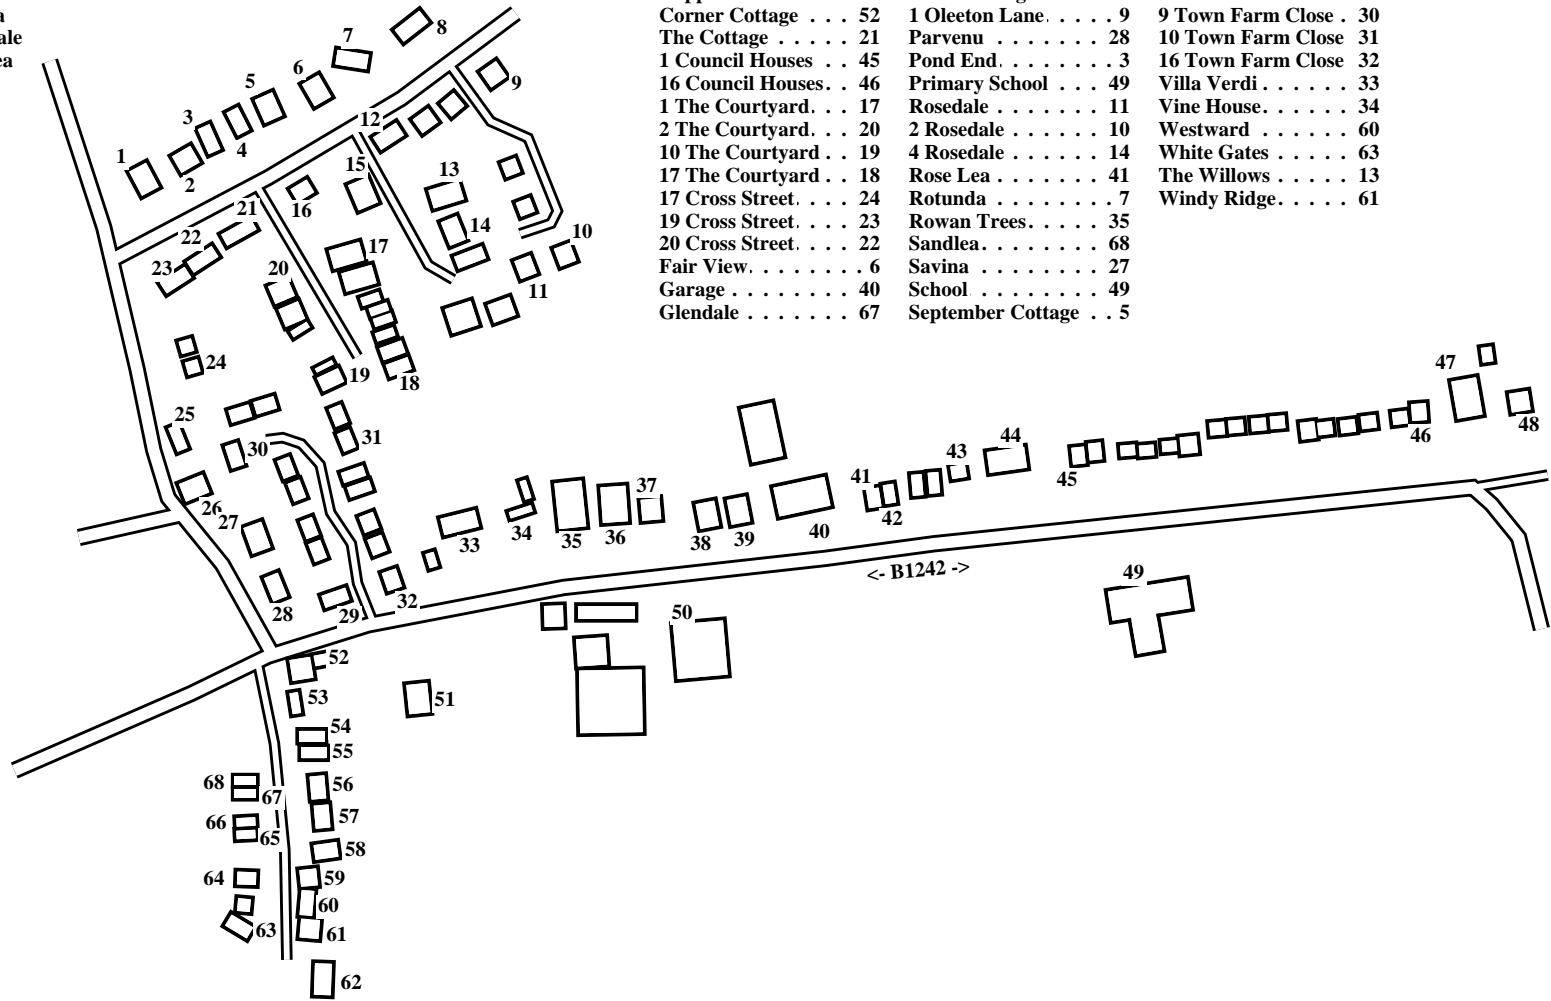 Corner Cottage . . . 52
The Cottage . . . . . 21
1 Council Houses . . 45
16 Council Houses. . 46
1 The Courtyard. . . 17
2 The Courtyard. . . 20
10 The Courtyard . . 19
17 The Courtyard . . 18
17 Cross Street. . . . 24
19 Cross Street. . . . 23
20 Cross Street. . . . 22
Fair View. . . . . . . . 6
Garage . . . . . . . . 40
Glendale . . . . . . . 67
1 Oleeton Lane. . . . . 9
Parvenu . . . . . . . 28
Pond End. . . . . . . . 3
Primary School . . . 49
Rosedale . . . . . . 11
2 Rosedale . . . . . . 10
4 Rosedale . . . . . . 14
Rose Lea . . . . . . . 41
Rotunda . . . . . . . . 7
Rowan Trees. . . . . 35
Sandlea. . . . . . . . 68
Savina . . . . . . . . 27
School. . . . . . . . . 49
September Cottage . . 5
9 Town Farm Close . 30
10 Town Farm Close 31
16 Town Farm Close 32
Villa Verdi . . . . . . 33
Vine House. . . . . . 34
Westward . . . . . . 60
White Gates . . . . . 63
The Willows . . . . . 13
Windy Ridge. . . . . 61
1
2
3
4
5
6
7
8
9
10
11
12
13
14
15
16
17
18
19
20
21
22
23
24
25
26
27
28
29
30
31
32
33
34
35
36
37
38
39
40
41
42
43
44
45
46
47
48
<- B1242 ->
49
50
51
52
53
54
55
56
57
58
59
60
61
62
63
64
65
66
67
68